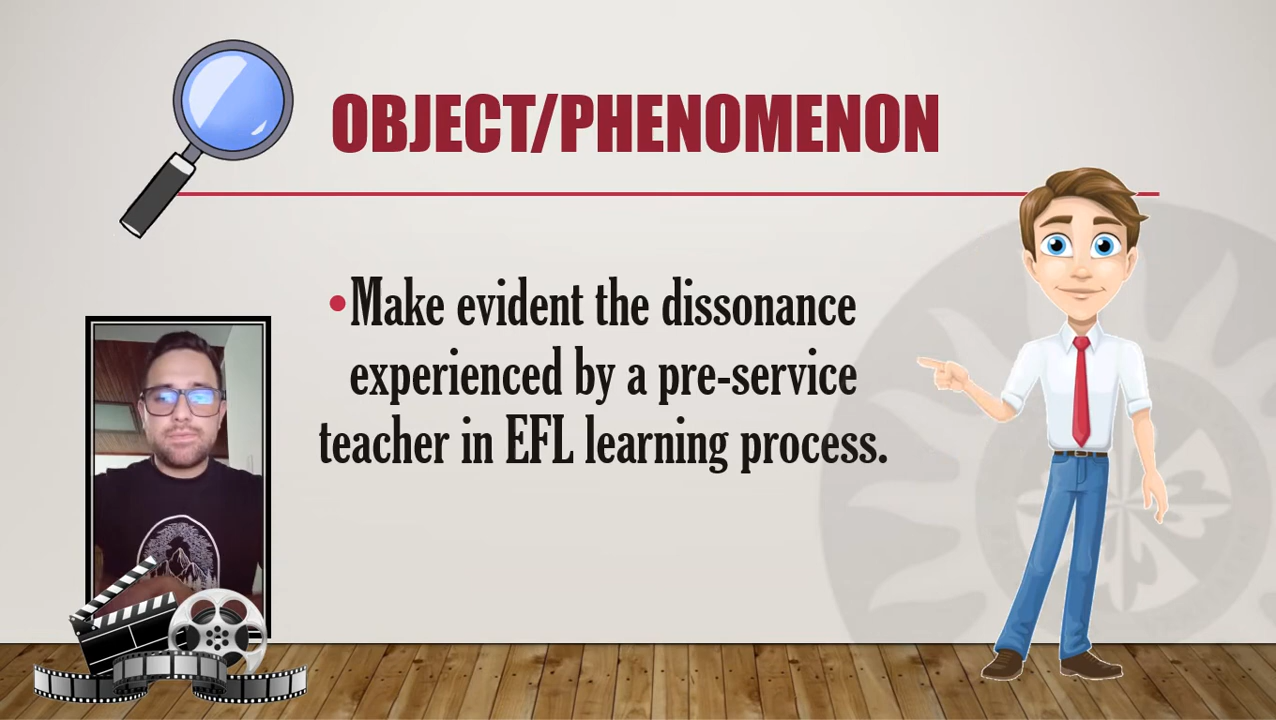 OBJECT/PHENOMENON
•Make evident the dissonance
experienced by a pre-service
teacher in EFL learning process.